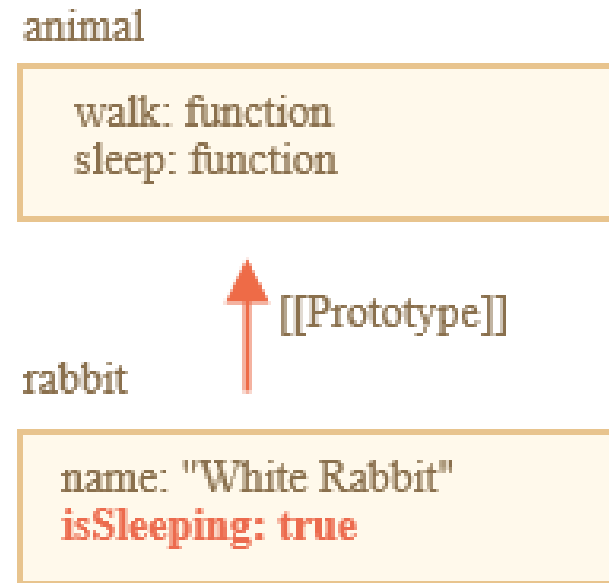 animal
walk: function
sleep: function
[[Prototype]]
rabbit
name: "White Rabbit"
isSleeping: true